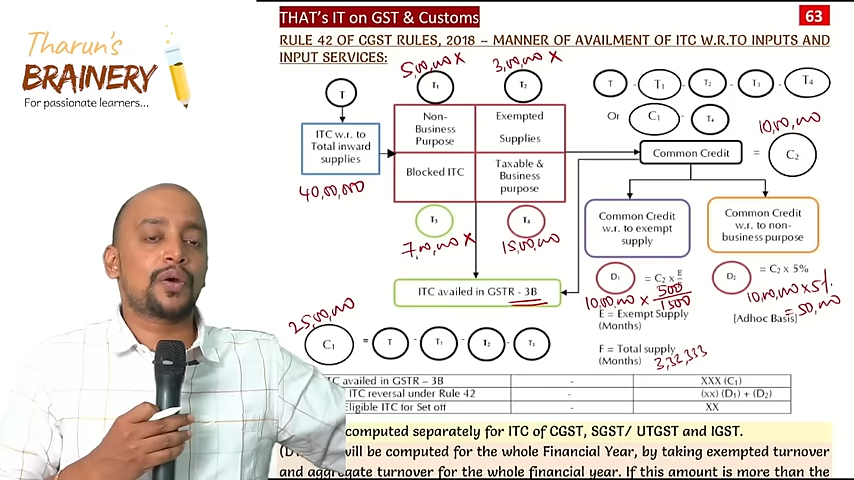 THAT's IT on GST & Customs
63
Tharun's
BRAINERY
For passionate learners...
RULE 42 OF CGST RULES, 2018 – MANNER OF AVAILMENT OF ITC W.R.TO INPUTS AND
INPUT SERVICES:
5,00,000 X
3,00,000 X
T
T1
T2
T - T1 - T2 - T3 - T4
Or C1 - T4
ITC w.r. to
Total inward
supplies
40,00,000
Non-
Business
Purpose
Exempted
Supplies
Blocked ITC
Taxable &
Business
purpose
T3
T4
7,00,000 X
15,00,000
10,00,000
Common Credit = C2
Common Credit
w.r. to exempt
supply
Common Credit
w.r. to non-
business purpose
D1 = C2 x E/F
10,00,000 x 500/1500
D2 = C2 x 5%
10,00,000 x 5%
= 50,000
[Adhoc Basis]
E = Exempt Supply
(Months)
F = Total supply
(Months)
3,32,333
ITC availed in GSTR - 3B
25,00,000
C1 = T - T1 - T2 - T3
TC availed in GSTR – 3B - XXX (C1)
ITC reversal under Rule 42 - (xx) (D1) + (D2)
Eligible ITC for Set off - XX
computed separately for ITC of CGST, SGST/ UTGST and IGST.
will be computed for the whole Financial Year, by taking exempted turnover
and aggregate turnover for the whole financial year. If this amount is more than the